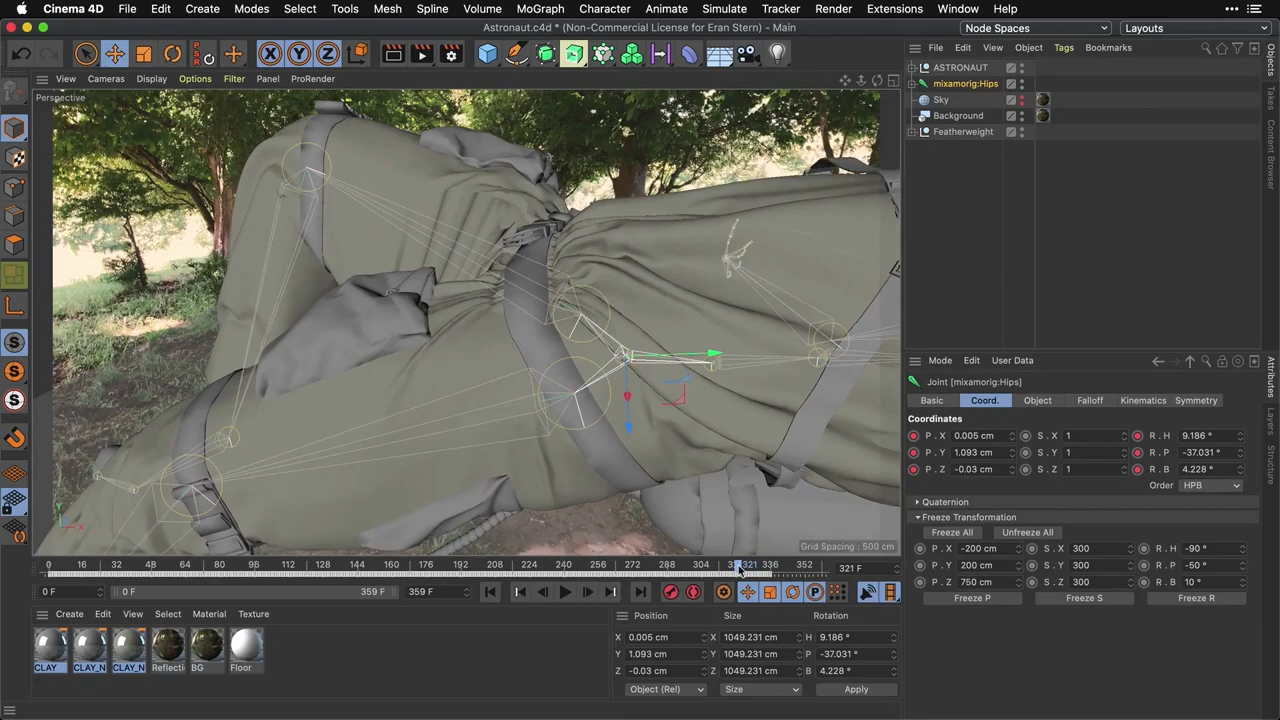 Cinema 4D File Edit Create Modes Select Tools Mesh Spline Volume MoGraph Character Animate Simulate Tracker Render Extensions Window Help
Astronaut.c4d * (Non-Commercial License for Eran Stern) - Main
Node Spaces Layouts
PSR X Y Z
File Edit View Object Tags Bookmarks
View Cameras Display Options Filter Panel ProRender
Perspective
ASTRONAUT
mixamorig:Hips
Sky
Background
Featherweight
Objects
Takes
Content Browser
Attributes
Layers
Structure
Mode Edit User Data
Joint [mixamorig:Hips]
Basic Coord. Object Falloff Kinematics Symmetry
Coordinates
P . X 0.005 cm S . X 1 R . H 9.186 °
P . Y 1.093 cm S . Y 1 R . P -37.031 °
P . Z -0.03 cm S . Z 1 R . B 4.228 °
Order HPB
Quaternion
Freeze Transformation
Freeze All Unfreeze All
P . X -200 cm S . X 300 R . H -90 °
P . Y 200 cm S . Y 300 R . P -50 °
P . Z 750 cm S . Z 300 R . B 10 °
Freeze P Freeze S Freeze R
Y X
Grid Spacing : 500 cm
0 16 32 48 64 80 96 112 128 144 160 176 192 208 224 240 256 272 288 304 321 336 352 321 F
0 F 0 F 359 F 359 F
Create Edit View Select Material Texture
CLAY CLAY_N CLAY_N Reflecti BG Floor
Position Size Rotation
X 0.005 cm X 1049.231 cm H 9.186 °
Y 1.093 cm Y 1049.231 cm P -37.031 °
Z -0.03 cm Z 1049.231 cm B 4.228 °
Object (Rel) Size Apply